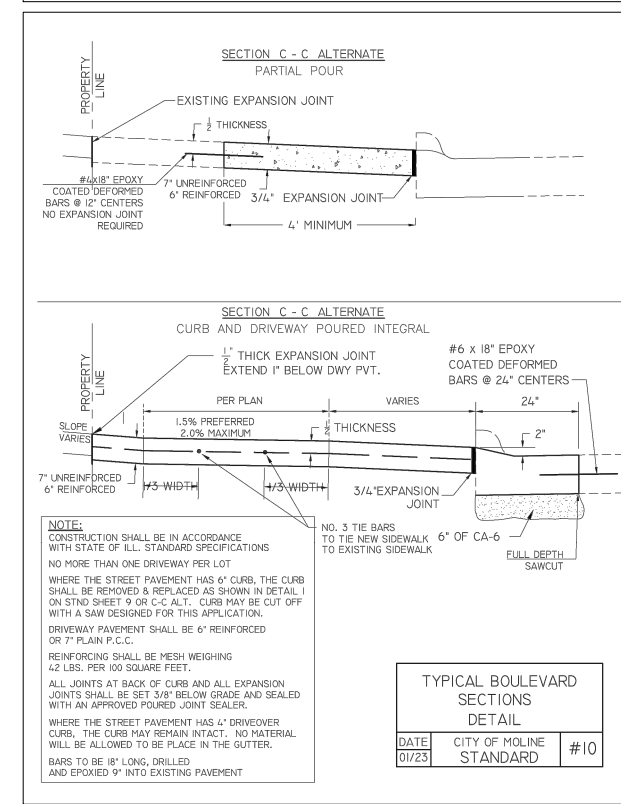 SECTION C - C ALTERNATE
PARTIAL POUR
PROPERTY
LINE
EXISTING EXPANSION JOINT
1/2 THICKNESS
#4x18" EPOXY
COATED DEFORMED
BARS @ 12" CENTERS
NO EXPANSION JOINT
REQUIRED
7" UNREINFORCED
6" REINFORCED
3/4" EXPANSION JOINT
4' MINIMUM
SECTION C - C ALTERNATE
CURB AND DRIVEWAY POURED INTEGRAL
PROPERTY
LINE
1/2" THICK EXPANSION JOINT
EXTEND 1" BELOW DWY PVT.
#6 x 18" EPOXY
COATED DEFORMED
BARS @ 24" CENTERS
PER PLAN
VARIES
24"
SLOPE
VARIES
1.5% PREFERRED
2.0% MAXIMUM
1/2 THICKNESS
2"
7" UNREINFORCED
6" REINFORCED
1/3 WIDTH
1/3 WIDTH
3/4"EXPANSION
JOINT
NO. 3 TIE BARS
TO TIE NEW SIDEWALK
TO EXISTING SIDEWALK
6" OF CA-6
FULL DEPTH
SAWCUT
NOTE:
CONSTRUCTION SHALL BE IN ACCORDANCE
WITH STATE OF ILL. STANDARD SPECIFICATIONS
NO MORE THAN ONE DRIVEWAY PER LOT
WHERE THE STREET PAVEMENT HAS 6" CURB, THE CURB
SHALL BE REMOVED & REPLACED AS SHOWN IN DETAIL 1
ON STND SHEET 9 OR C-C ALT. CURB MAY BE CUT OFF
WITH A SAW DESIGNED FOR THIS APPLICATION.
DRIVEWAY PAVEMENT SHALL BE 6" REINFORCED
OR 7" PLAIN P.C.C.
REINFORCING SHALL BE MESH WEIGHING
42 LBS. PER 100 SQUARE FEET.
ALL JOINTS AT BACK OF CURB AND ALL EXPANSION
JOINTS SHALL BE SET 3/8" BELOW GRADE AND SEALED
WITH AN APPROVED POURED JOINT SEALER.
WHERE THE STREET PAVEMENT HAS 4" DRIVEOVER
CURB, THE CURB MAY REMAIN INTACT. NO MATERIAL
WILL BE ALLOWED TO BE PLACE IN THE GUTTER.
BARS TO BE 18" LONG, DRILLED
AND EPOXIED 9" INTO EXISTING PAVEMENT
TYPICAL BOULEVARD
SECTIONS
DETAIL
DATE
01/23
CITY OF MOLINE
STANDARD
#10